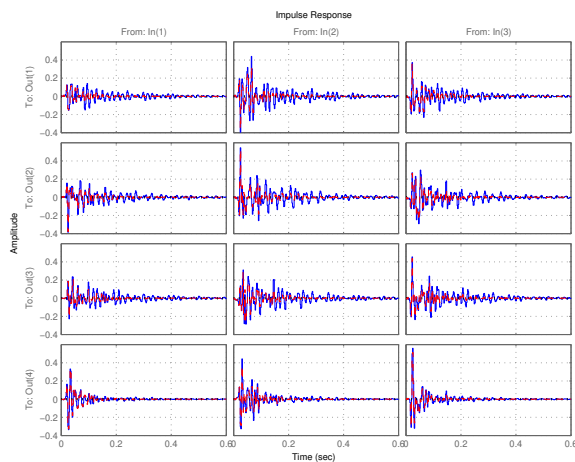 Impulse Response
From: In(1) From: In(2) From: In(3)
To: Out(1)
0.4
0.2
0
−0.2
−0.4
To: Out(2)
0.4
0.2
0
−0.2
−0.4
Amplitude
To: Out(3)
0.4
0.2
0
−0.2
−0.4
To: Out(4)
0.4
0.2
0
−0.2
−0.4
0 0.2 0.4 0.60 0.2 0.4 0.60 0.2 0.4 0.6
Time (sec)